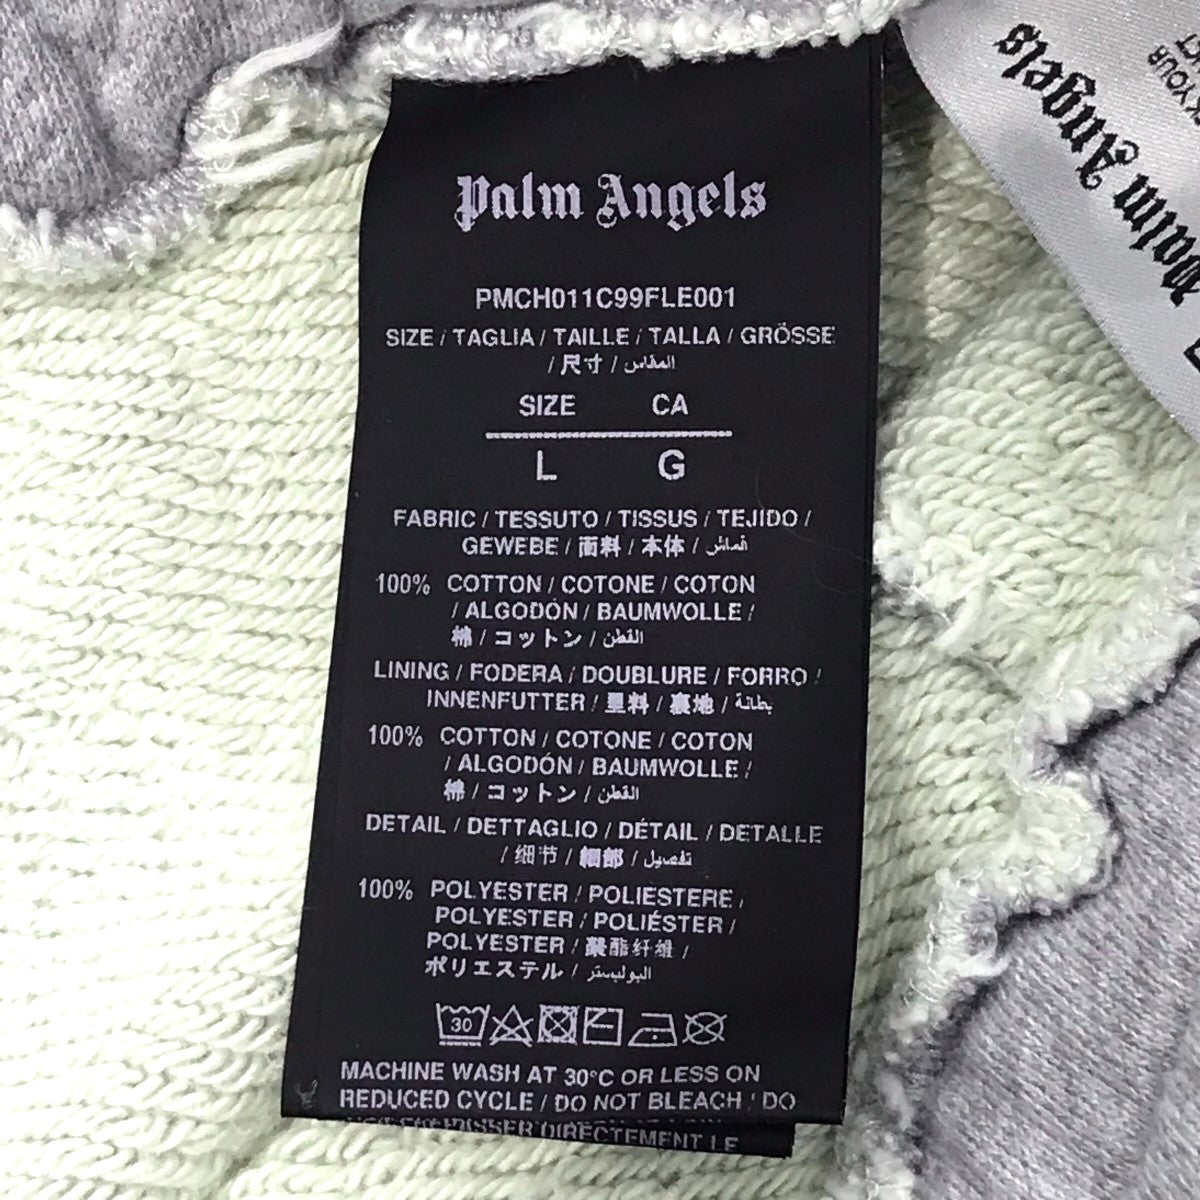 Palm Angels
PMCH011C99FLE001
SIZE / TAGLIA / TAILLE / TALLA / GRÖSSE
/ 尺寸 / المقاس
SIZE CA
L G
FABRIC / TESSUTO / TISSUS / TEJIDO /
GEWEBE / 面料 / 本体 / قماش
100% COTTON / COTONE / COTON
/ ALGODÓN / BAUMWOLLE /
棉 / コットン / القطن
LINING / FODERA / DOUBLURE / FORRO /
INNENFUTTER / 里料 / 裏地 / بطانة
100% COTTON / COTONE / COTON
/ ALGODÓN / BAUMWOLLE /
棉 / コットン / القطن
DETAIL / DETTAGLIO / DÉTAIL / DETALLE
/ 细节 / 細部 / تفصيل
100% POLYESTER / POLIESTERE /
POLYESTER / POLIÉSTER /
POLYESTER / 聚酯纤维 /
ポリエステル / البوليستر
30
MACHINE WASH AT 30°C OR LESS ON
REDUCED CYCLE / DO NOT BLEACH / DO
DIRECTEMENT LE
Palm Angels
YOUR